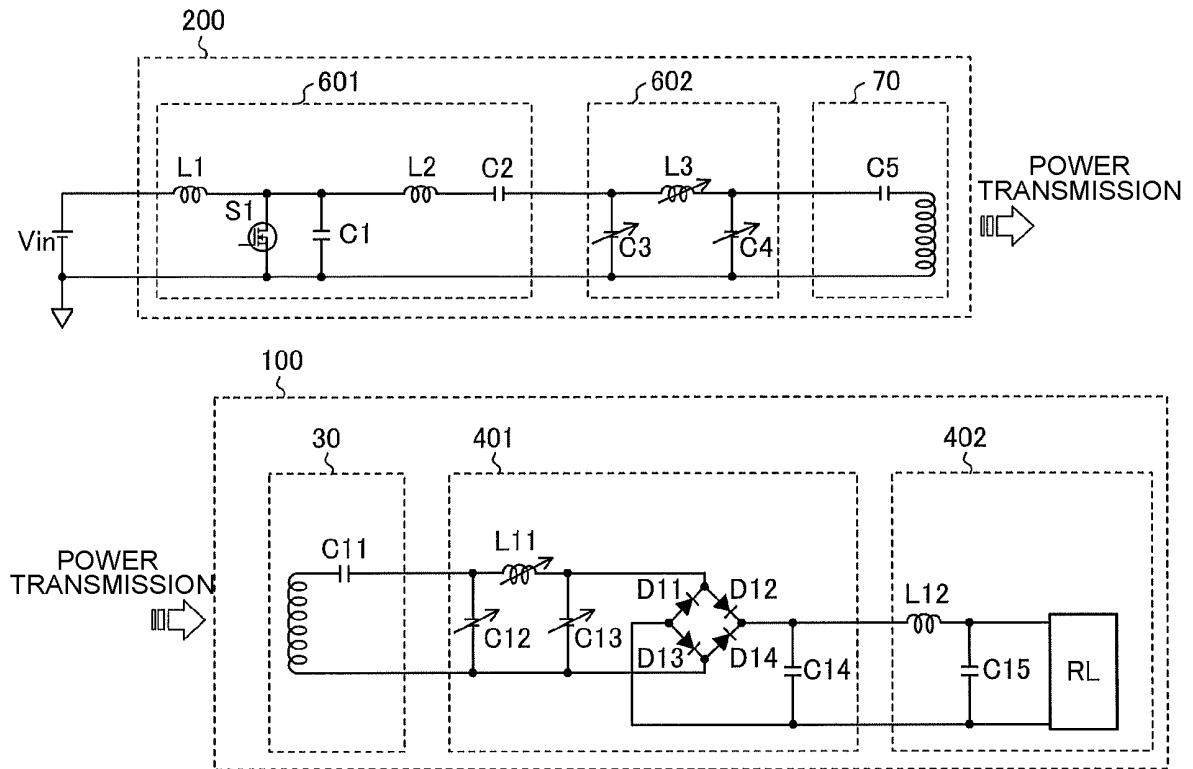 200
601
602
70
L1
L2
C2
L3
C5
POWER
TRANSMISSION
S1
Vin
C1
C3
C4
100
30
401
402
POWER
TRANSMISSION
C11
L11
D11
D12
L12
C12
C13
D13
D14
C14
C15
RL